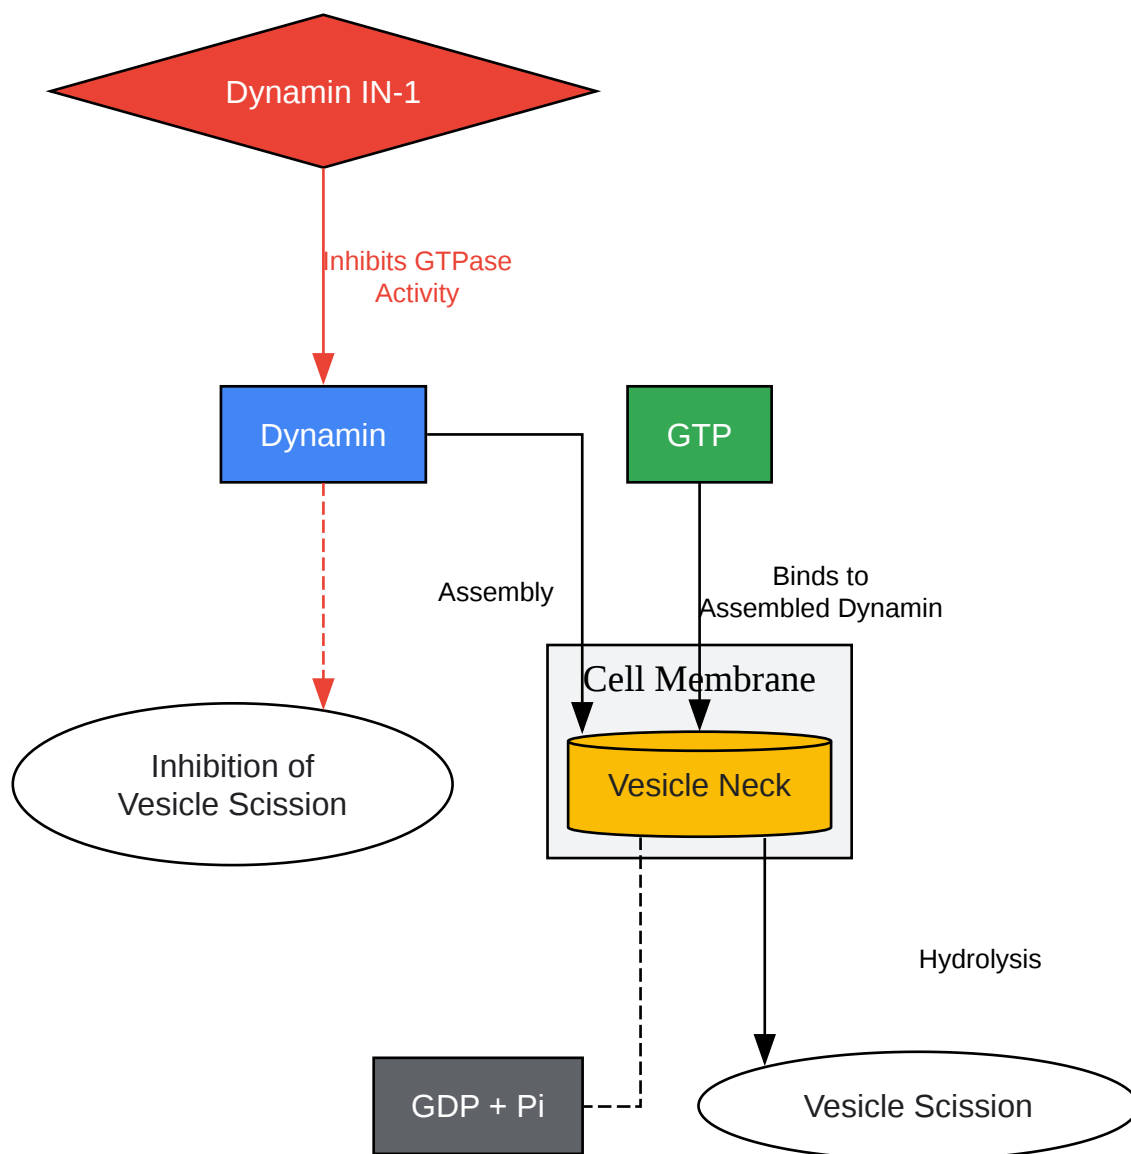 Dynamin IN-1
Inhibits GTPase
Activity
Dynamin
GTP
Assembly
Binds to
Assembled Dynamin
Cell Membrane
Vesicle Neck
Inhibition of
Vesicle Scission
Hydrolysis
GDP + Pi
Vesicle Scission